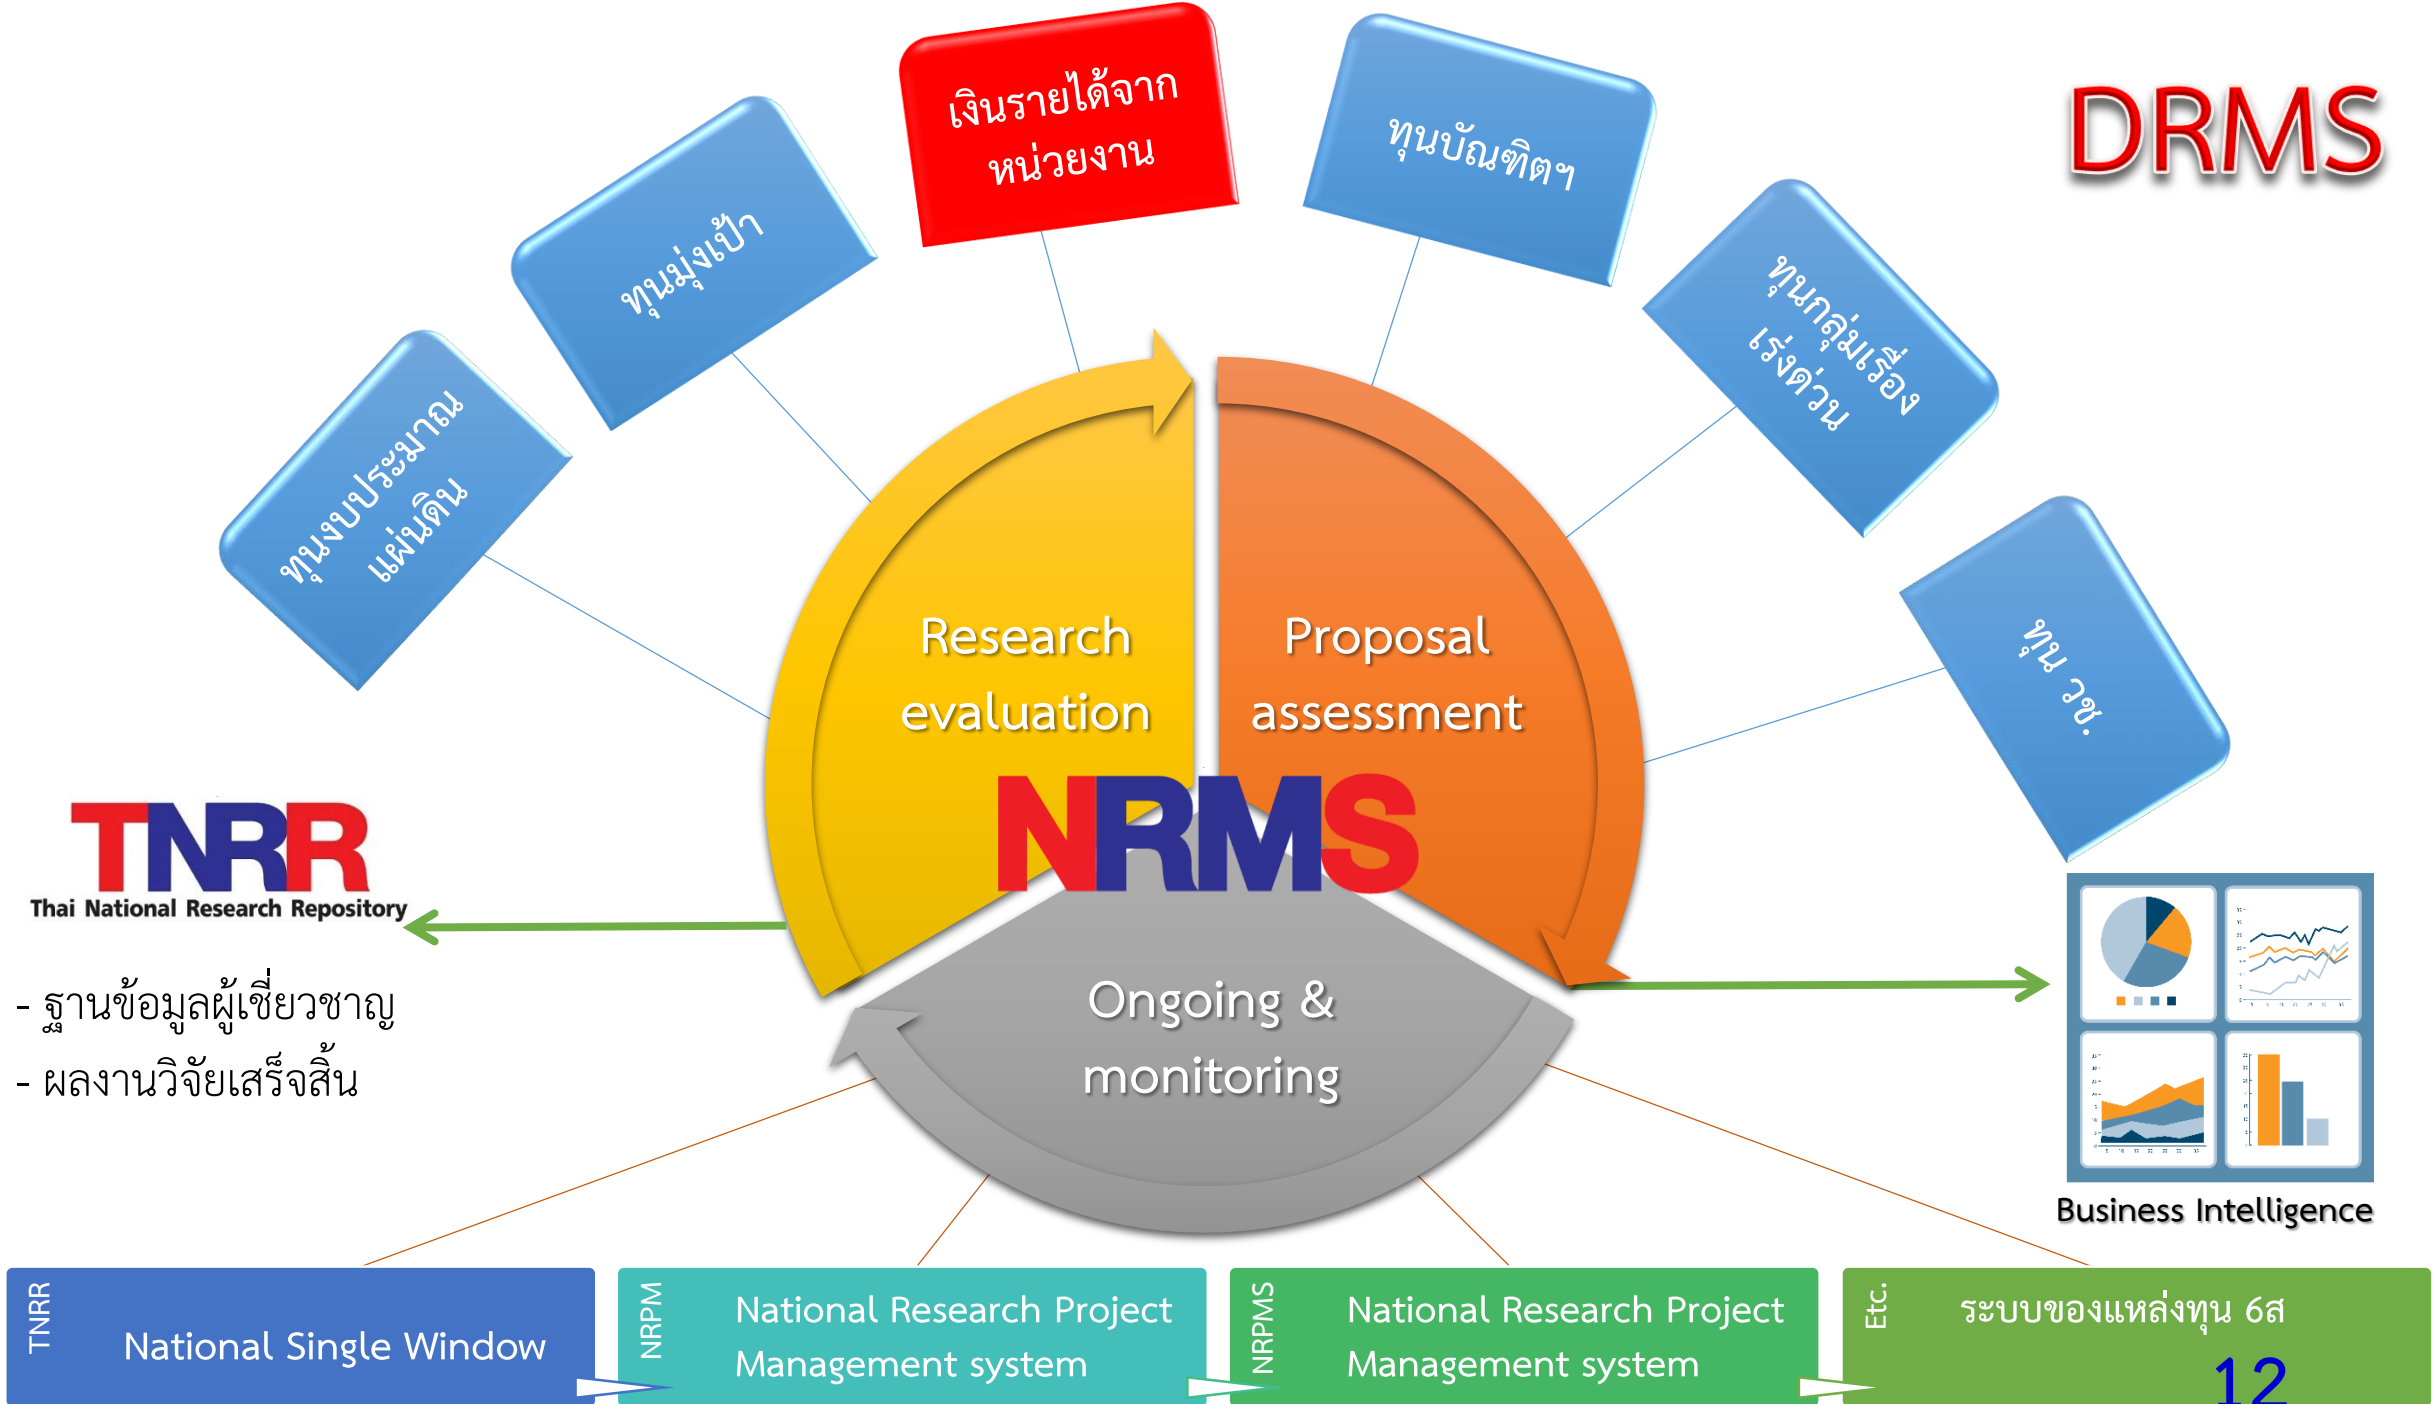 DRMS
เงินรายได้จาก
หน่วยงาน
ทุนบัณฑิตฯ
ทุนมุ่งเป้า
ทุนกลุ่มเรื่อง
เร่งด่วน
ทุนงบประมาณ
แผ่นดิน
ทุน วช.
Research
evaluation
Proposal
assessment
NRMS
TNRR
Thai National Research Repository
- ฐานข้อมูลผู้เชี่ยวชาญ
- ผลงานวิจัยเสร็จสิ้น
Ongoing &
monitoring
Business Intelligence
TNRR
National Single Window
NRPM
National Research Project
Management system
NRPMS
National Research Project
Management system
Etc.
ระบบของแหล่งทุน 6ส
12